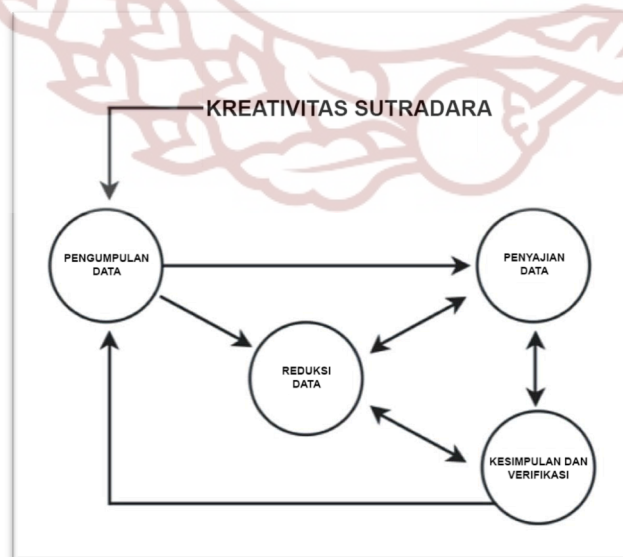 KREATIVITAS SUTRADARA
PENGUMPULAN
DATA
PENYAJIAN
DATA
REDUKSI
DATA
KESIMPULAN DAN
VERIFIKASI